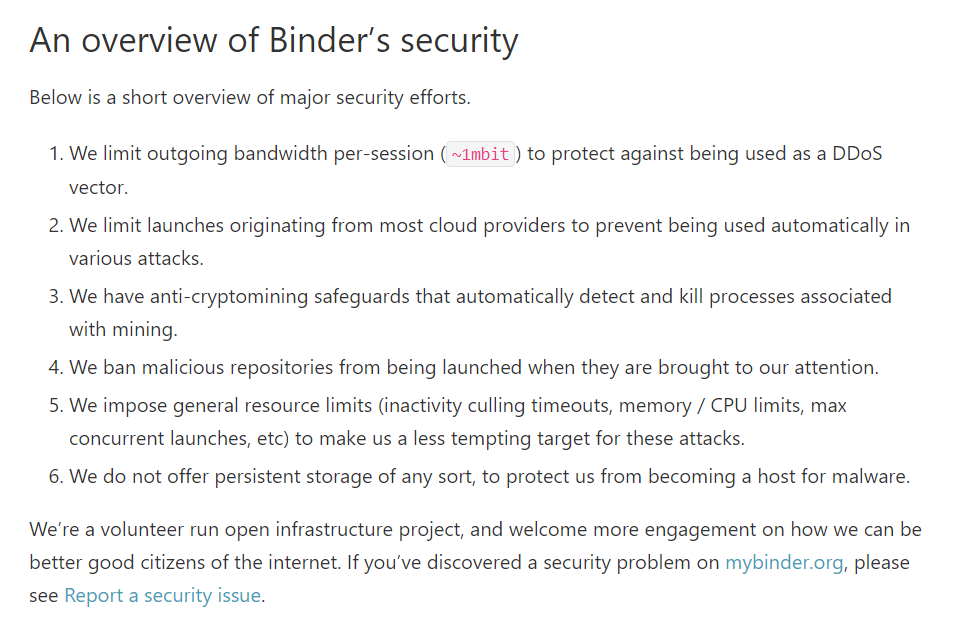 An overview of Binder’s security
Below is a short overview of major security efforts.
1. We limit outgoing bandwidth per-session (~1mbit) to protect against being used as a DDoS
vector.
2. We limit launches originating from most cloud providers to prevent being used automatically in
various attacks.
3. We have anti-cryptomining safeguards that automatically detect and kill processes associated
with mining.
4. We ban malicious repositories from being launched when they are brought to our attention.
5. We impose general resource limits (inactivity culling timeouts, memory / CPU limits, max
concurrent launches, etc) to make us a less tempting target for these attacks.
6. We do not offer persistent storage of any sort, to protect us from becoming a host for malware.
We’re a volunteer run open infrastructure project, and welcome more engagement on how we can be
better good citizens of the internet. If you’ve discovered a security problem on mybinder.org, please
see Report a security issue.